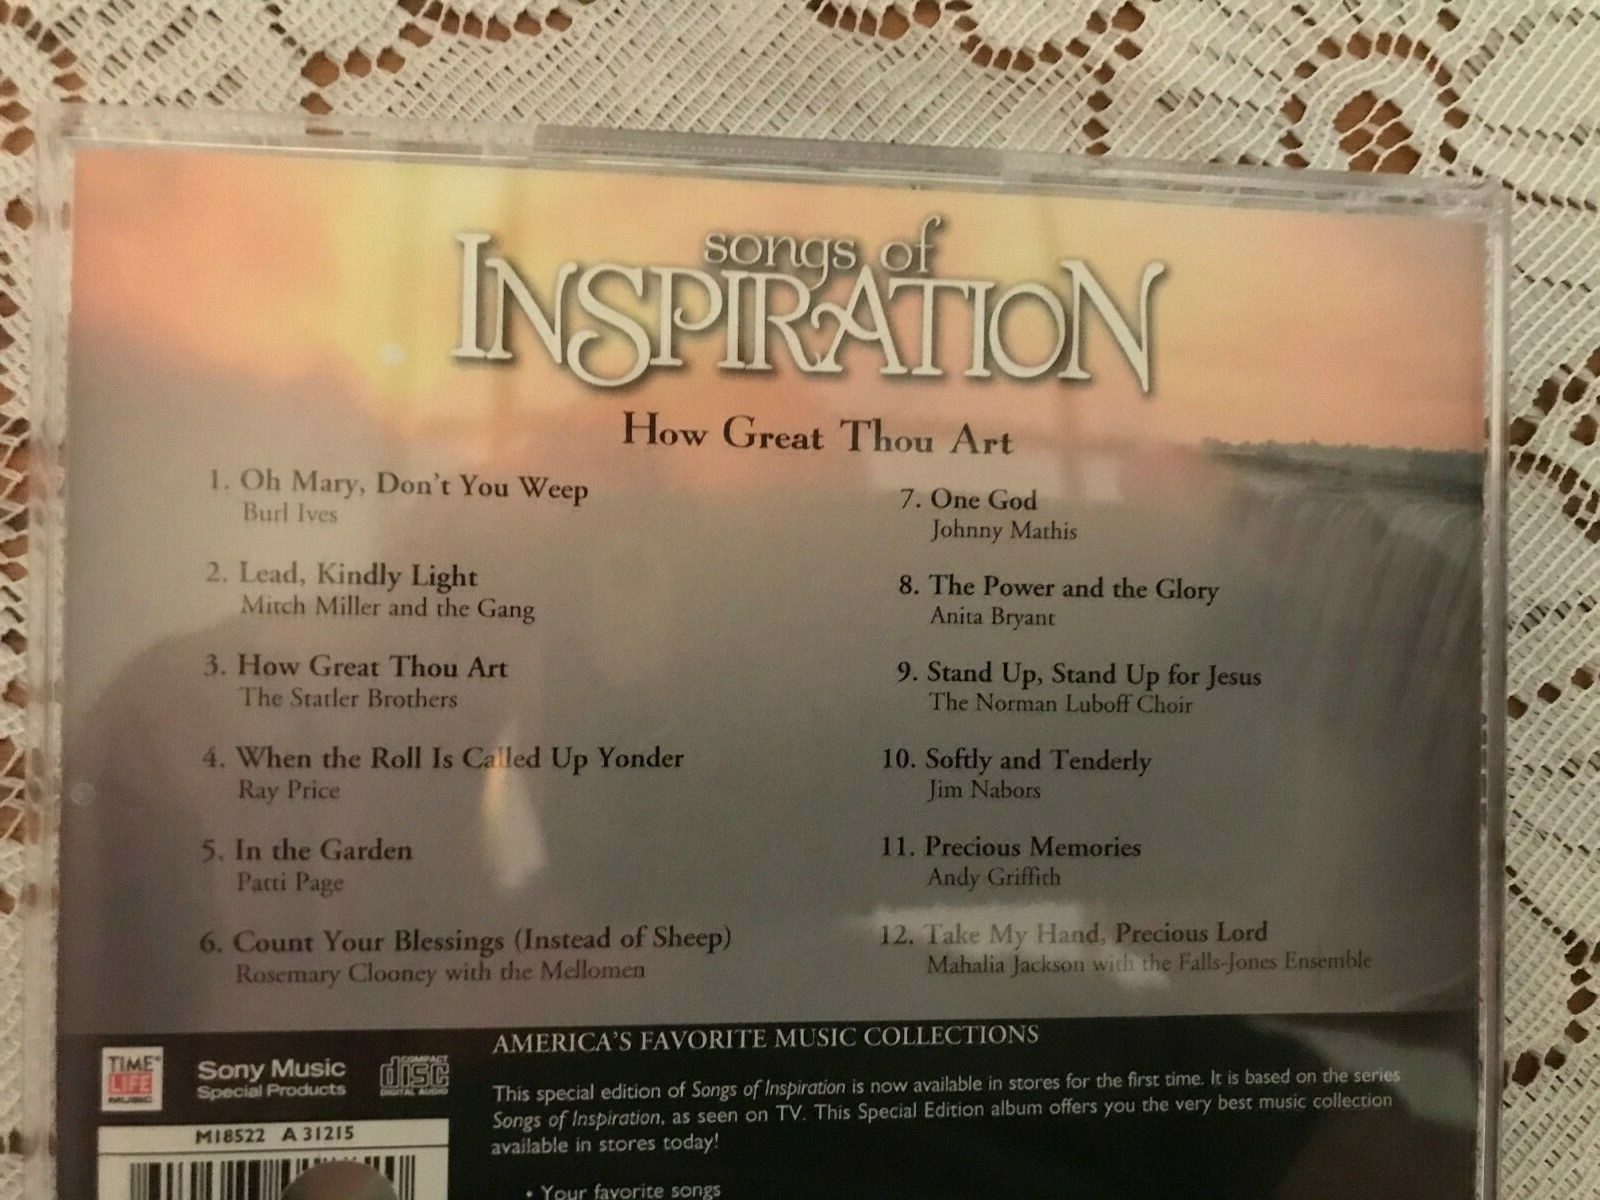 songs of
INSPIRATION
How Great Thou Art
1. Oh Mary, Don't You Weep
Burl Ives
2. Lead, Kindly Light
Mitch Miller and the Gang
3. How Great Thou Art
The Statler Brothers
4. When the Roll Is Called Up Yonder
Ray Price
5. In the Garden
Patti Page
6. Count Your Blessings (Instead of Sheep)
Rosemary Clooney with the Mellomen
7. One God
Johnny Mathis
8. The Power and the Glory
Anita Bryant
9. Stand Up, Stand Up for Jesus
The Norman Luboff Choir
10. Softly and Tenderly
Jim Nabors
11. Precious Memories
Andy Griffith
12. Take My Hand, Precious Lord
Mahalia Jackson with the Falls-Jones Ensemble
TIME®
LIFE
MUSIC
Sony Music
Special Products
COMPACT
disc
DIGITAL AUDIO
M18522 A 31215
AMERICA'S FAVORITE MUSIC COLLECTIONS
This special edition of Songs of Inspiration is now available in stores for the first time. It is based on the series
Songs of Inspiration, as seen on TV. This Special Edition album offers you the very best music collection
available in stores today!
• Your favorite songs